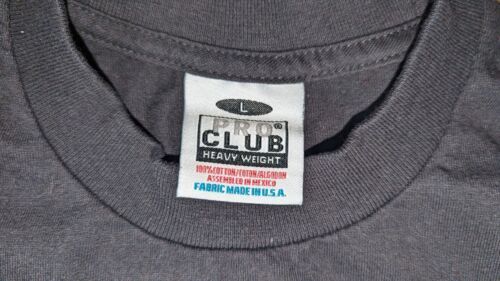 L
PRO®
CLUB
HEAVY WEIGHT
100%COTTON/COTON/ALGODON
ASSEMBLED IN MEXICO
FABRIC MADE IN U.S.A.